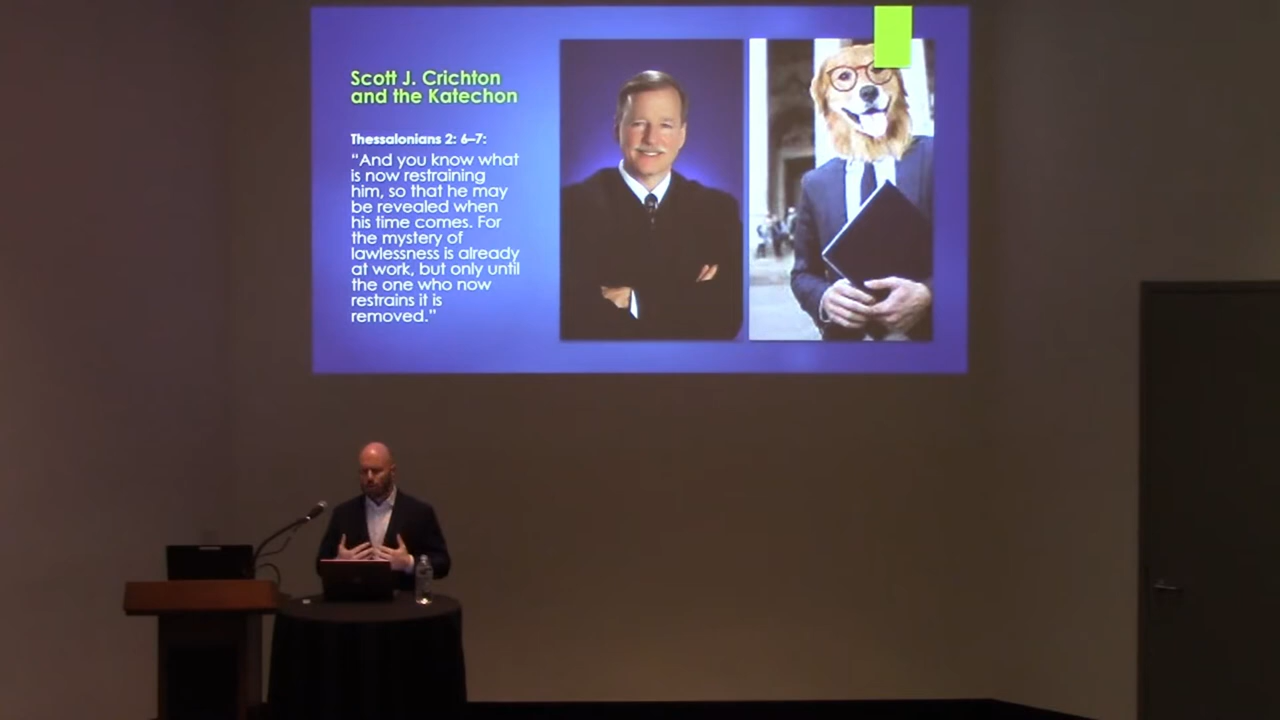 Scott J. Crichton
and the Katechon
Thessalonians 2: 6–7:
“And you know what
is now restraining
him, so that he may
be revealed when
his time comes. For
the mystery of
lawlessness is already
at work, but only until
the one who now
restrains it is
removed.”